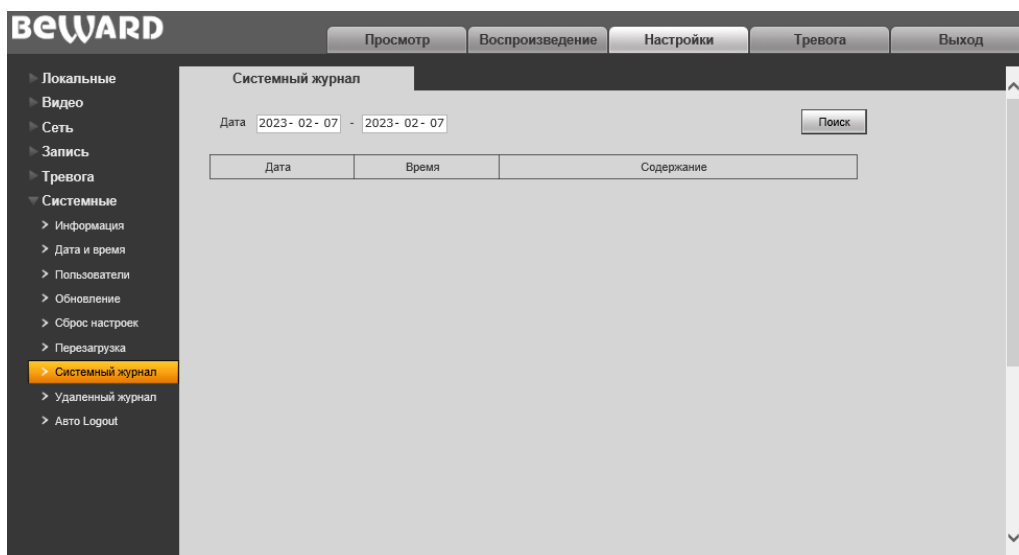 BEWARD
Просмотр Воспроизведение Настройки Тревога Выход
Локальные
Видео
Сеть
Запись
Тревога
Системные
Информация
Дата и время
Пользователи
Обновление
Сброс настроек
Перезагрузка
Системный журнал
Удаленный журнал
Авто Logout
Системный журнал
Дата 2023- 02- 07 - 2023- 02- 07 Поиск
Дата Время Содержание